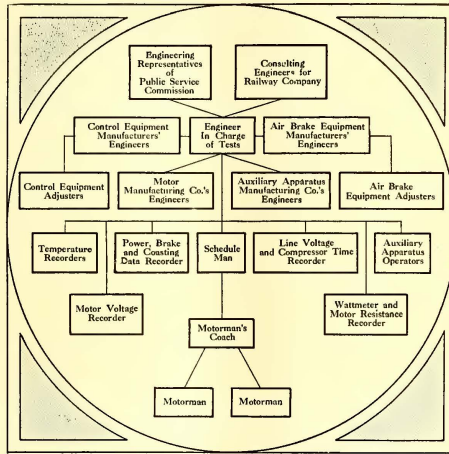 Engineering
Representatives
of
Public Service
Commission
Conselting
Engineers for
Railway Company
Control Equipment
Manufacturers'
Engineers
Engineer
In Charge
of Tests
Air Brake Equipment
Manufacturers'
Engineers
Control Equipment
Adjusters
Motor
Manufacturing Co.'s
Engineers
Auxiliary Apparatus
Manufacturing Co.'s
Engineers
Air Brake
Equipment Adjusters
Temperature
Recorders
Power, Brake
and Coasting
Data Recorder
Schedule
Man
Line Voltage
and Compressor Time
Recorder
Auxiliary
Apparatus
Operators
Motor Voltage
Recorder
Wattmeter and
Motor Resistance
Recorder
Motorman's
Coach
Motorman
Motorman